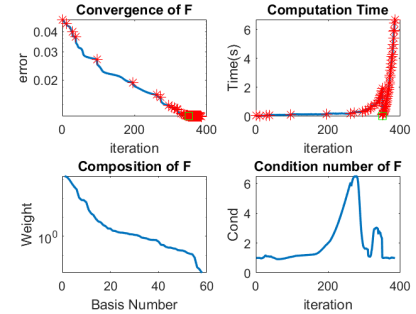 Convergence of F
error
0.04
0.03
0.02
0
200
400
iteration
Computation Time
Time(s)
6
4
2
0
0
200
400
iteration
Composition of F
Weight
10^0
0
20
40
60
Basis Number
Condition number of F
Cond
6
4
2
0
0
200
400
iteration